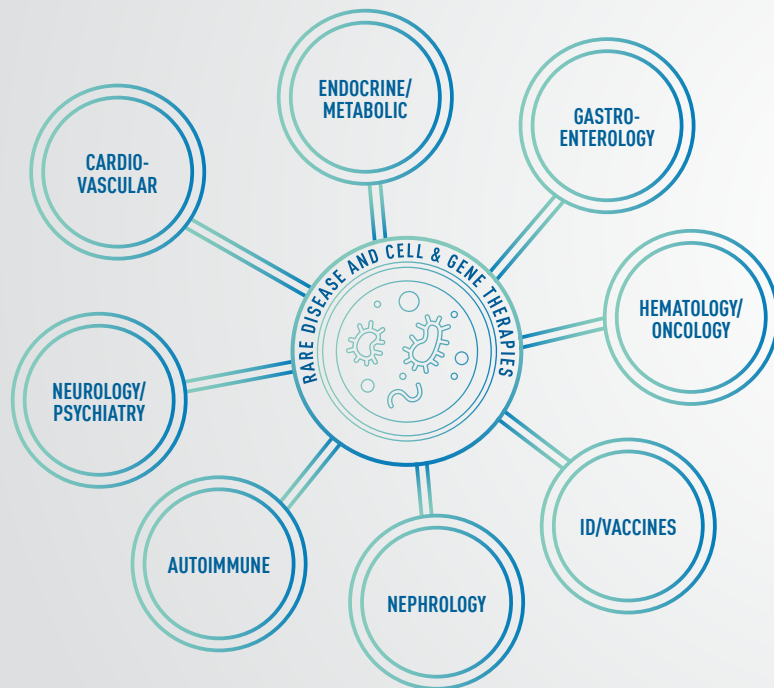 ENDOCRINE/
METABOLIC
GASTRO-
ENTEROLOGY
CARDIO-
VASCULAR
RARE DISEASE AND CELL & GENE THERAPIES
HEMATOLOGY/
ONCOLOGY
NEUROLOGY/
PSYCHIATRY
ID/VACCINES
AUTOIMMUNE
NEPHROLOGY